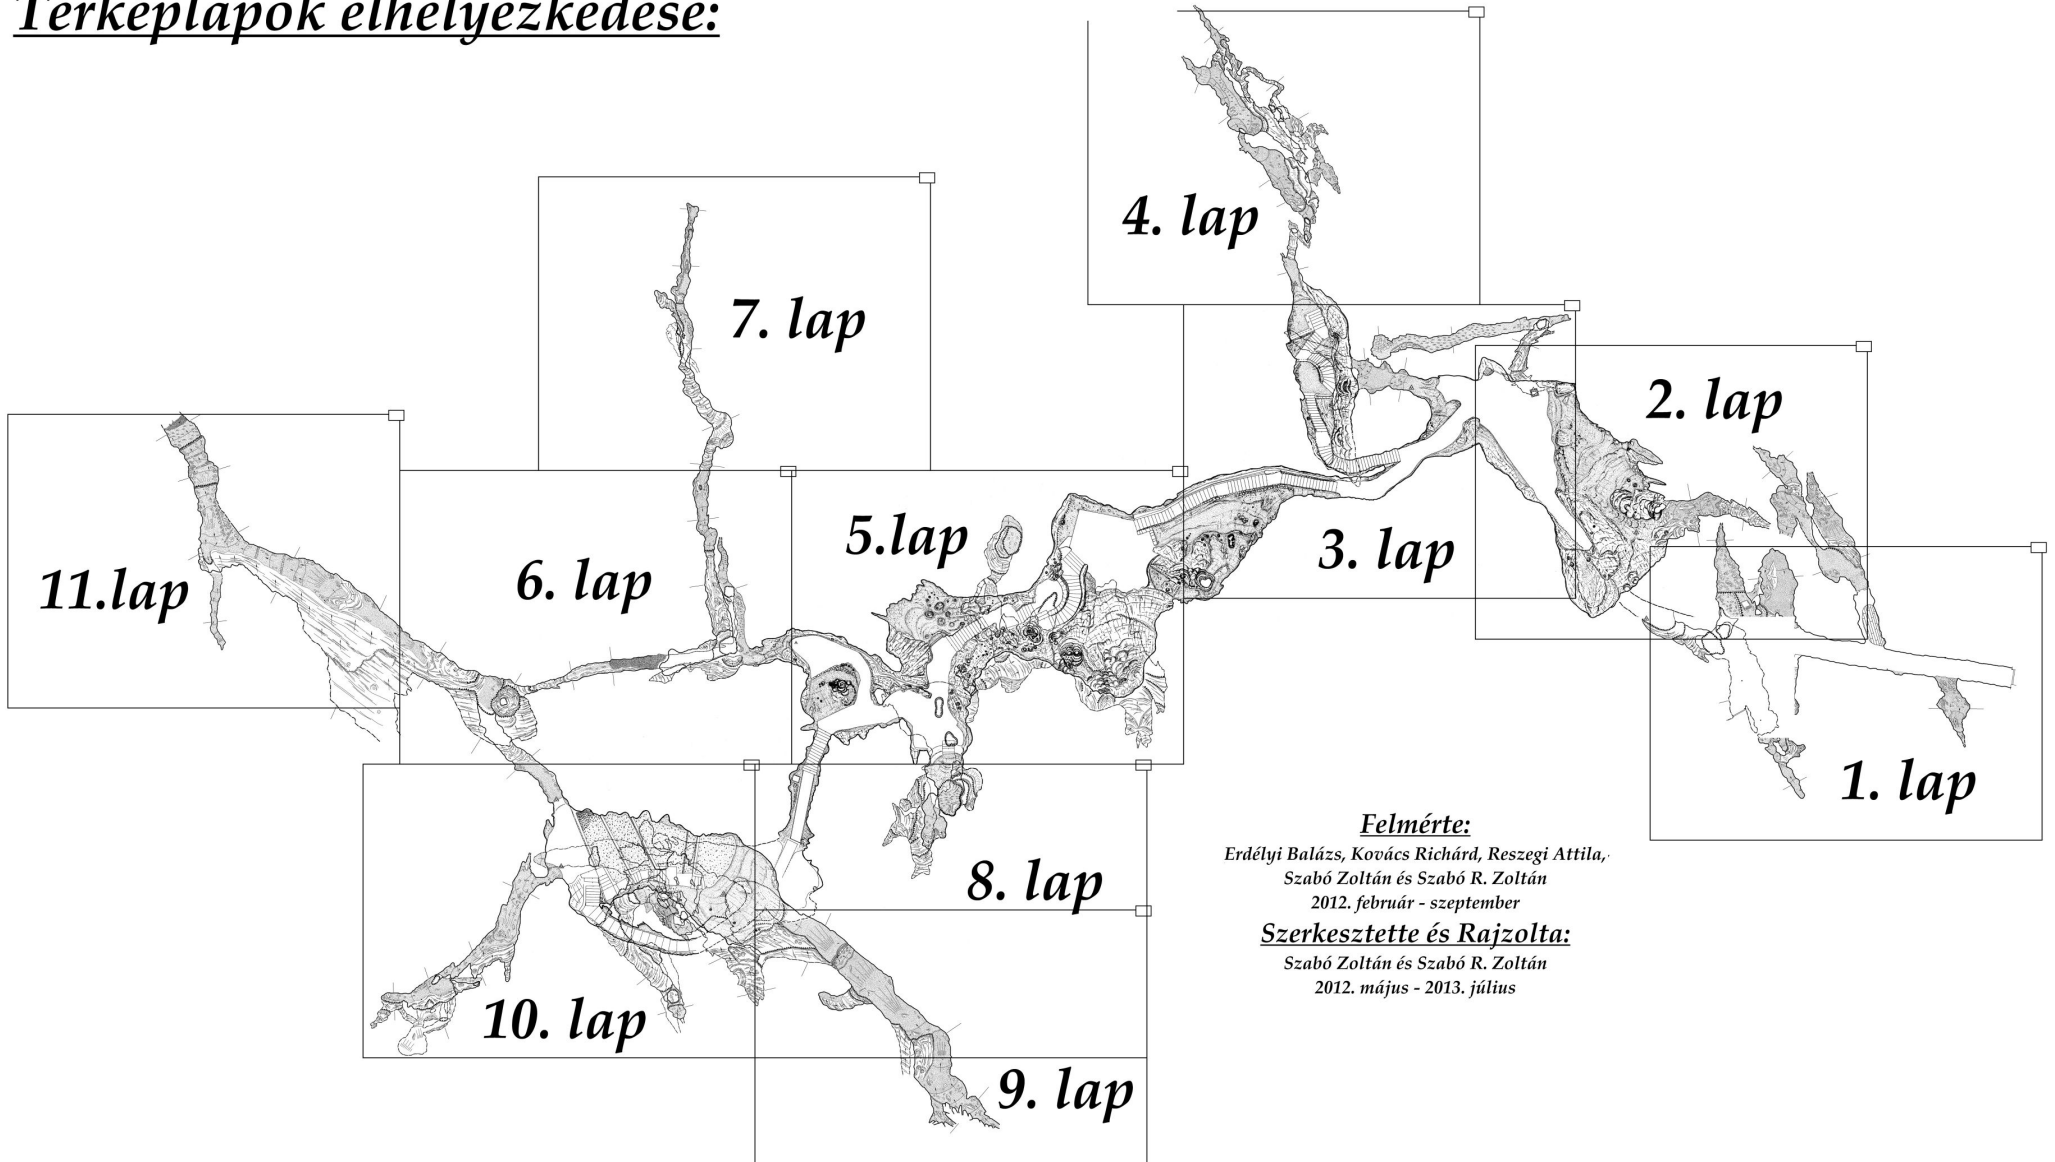 Térképlapok elhelyezkedése:
4. lap
7. lap
2. lap
5.lap
3. lap
6. lap
11.lap
1. lap
8. lap
10. lap
9. lap
Felmérte:
Erdélyi Balázs, Kovács Richárd, Reszegi Attila,
Szabó Zoltán és Szabó R. Zoltán
2012. február - szeptember
Szerkesztette és Rajzolta:
Szabó Zoltán és Szabó R. Zoltán
2012. május - 2013. július